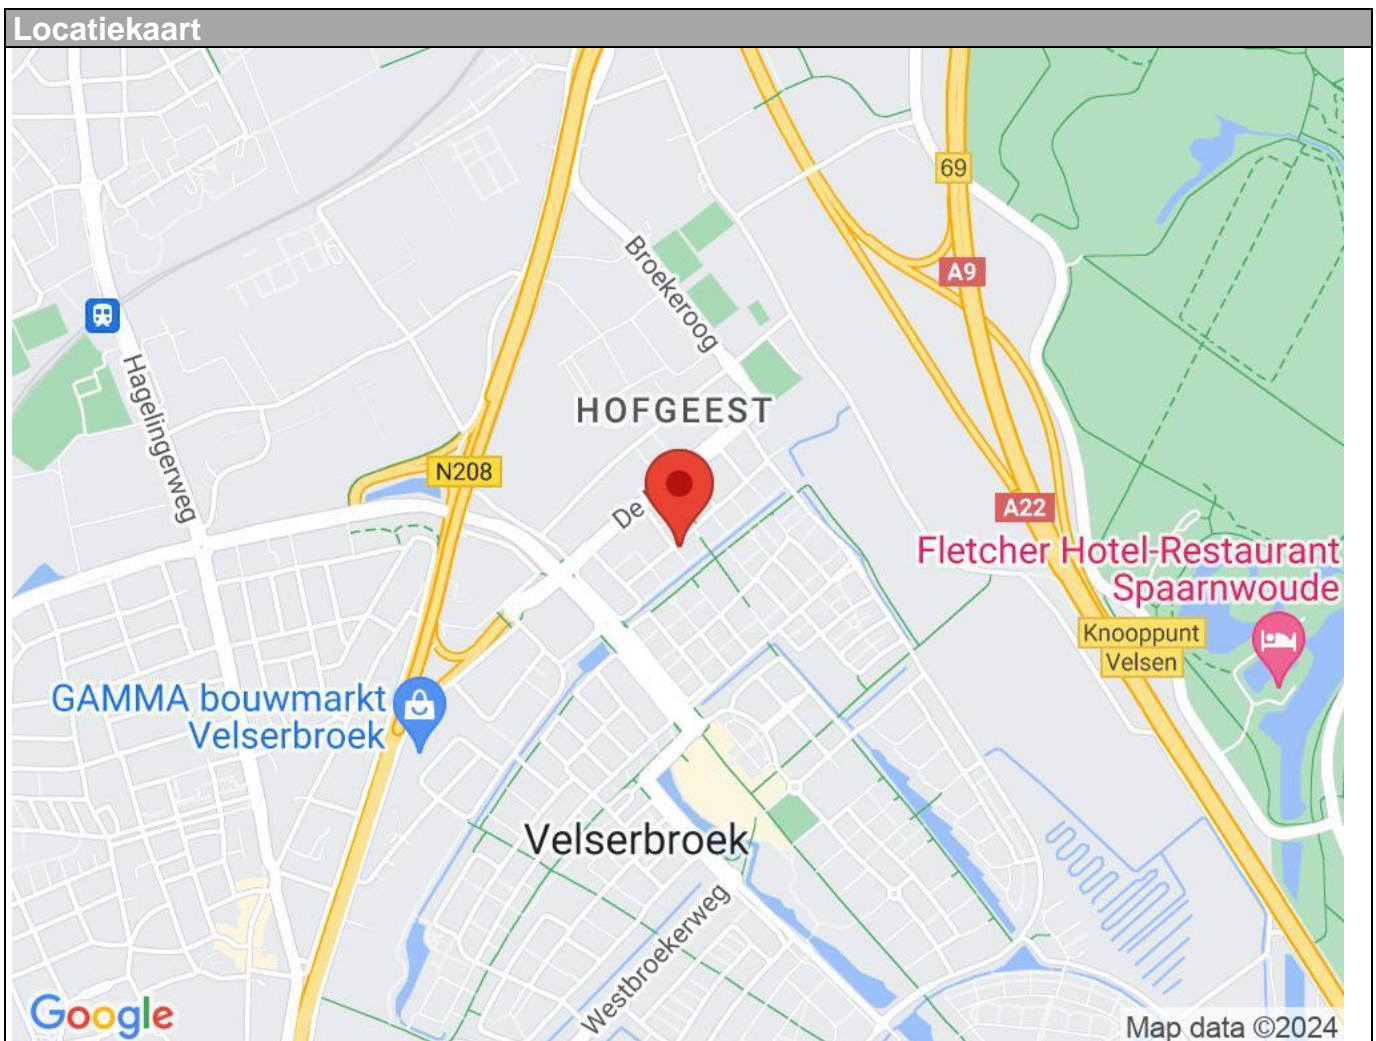 Locatiekaart
69
Broekeroog
A9
Hagelingerweg
HOFGEEST
N208
De
A22
Fletcher Hotel-Restaurant
Spaarnwoude
Knooppunt
Velsen
GAMMA bouwmarkt
Velserbroek
Velserbroek
Westbroekerweg
Google
Map data ©2024